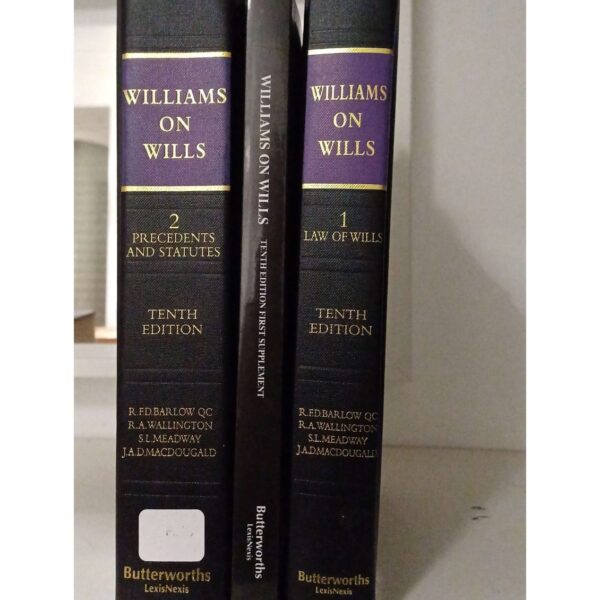 WILLIAMS
ON
WILLS
2
PRECEDENTS
AND STATUTES
TENTH
EDITION
R.F.D.BARLOW QC
R.A.WALLINGTON
S.L.MEADWAY
J.A.D.MACDOUGALD
Butterworths
LexisNexis
WILLIAMS ON WILLS
TENTH EDITION FIRST SUPPLEMENT
Butterworths
LexisNexis
WILLIAMS
ON
WILLS
1
LAW OF WILLS
TENTH
EDITION
R.F.D.BARLOW QC
R.A.WALLINGTON
S.L.MEADWAY
J.A.D.MACDOUGALD
Butterworths
LexisNexis